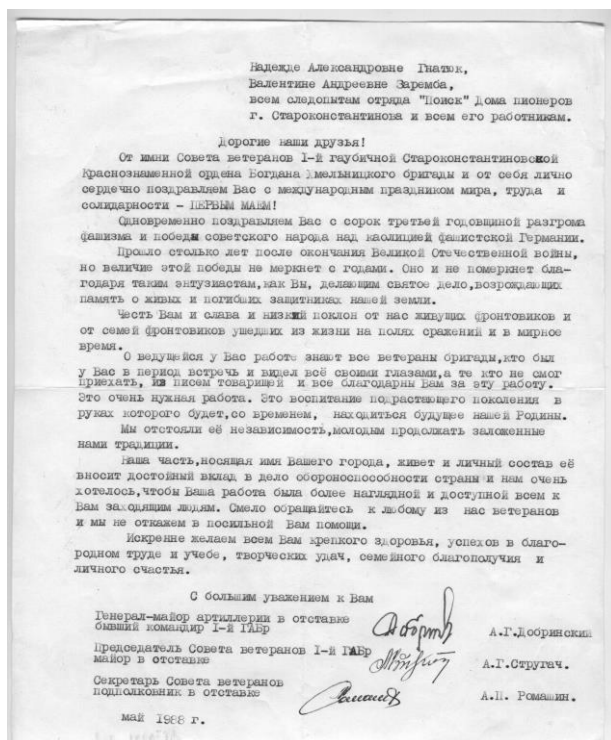 Надежде Александровне Гнатюк,
Валентине Андреевне Заремба,
всем следопытам отряда "Поиск" Дома пионеров
г. Староконстантинова и всем его работникам.
Дорогие наши друзья!
От имни Совета ветеранов I-й гаубичной Староконстантиновской
Краснознаменной ордена Богдана Хмельницкого бригады и от себя лично
сердечно поздравляем Вас с международным праздником мира, труда и
солидарности - ПЕРВЫМ МАЕМ!
Одновременно поздравляем Вас с сорок третьей годовщиной разгрома
фашизма и победы советского народа над каолицией фашистской Германии.
Прошло столько лет после окончания Великой Отечественной войны,
но величие этой победы не меркнет с годами. Оно и не померкнет бла-
годаря таким энтузиастам,как Вы, делающим святое дело,возрождающих
память о живых и погибших защитниках нашей земли.
Честь Вам и слава и низкий поклон от нас живущих фронтовиков и
от семей фронтовиков ушедших из жизни на полях сражений и в мирное
время.
О ведущейся у Вас работе знают все ветераны бригады,кто был
у Вас в период встречь и видел всё своими глазами,а те кто не смог
приехать, из писем товарищей и все благодарны Вам за эту работу.
Это очень нужная работа. Это воспитание подрастающего поколения в
руках которого будет,со временем, находиться будущее нашей Родины.
Мы отстояли её независимость,молодым продолжать заложенные
нами традиции.
Наша часть,носящая имя Вашего города, живет и личный состав её
вносит достойный вклад в дело обороноспособности страны и нам очень
хотелось,чтобы Ваша работа была более наглядной и доступной всем к
Вам заходящим людям. Смело обращайтесь к любому из нас ветеранов
и мы не откажем в посильной Вам помощи.
Искренне желаем всем Вам крепкого здоровья, успехов в благо-
родном труде и учебе, творческих удач, семейного благополучия и
личного счастья.
С большим уважением к Вам
Генерал-майор артиллерии в отставке
бывший командир I-й ГАБр А.Г.Добринский
Председатель Совета ветеранов I-й ГАБр
майор в отставке А.Г.Стругач.
Секретарь Совета ветеранов
подполковник в отставке А.П. Ромашин.
май 1988 г.